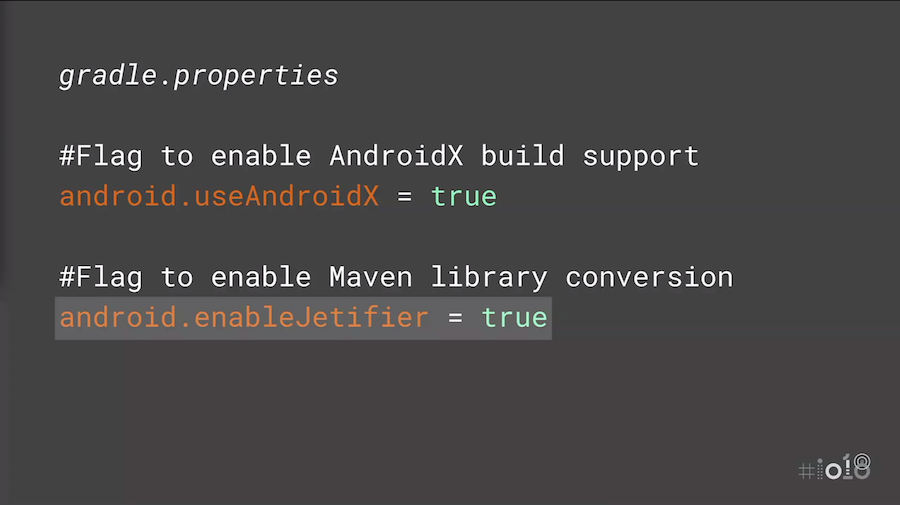 gradle.properties
#Flag to enable AndroidX build support
android.useAndroidX = true
#Flag to enable Maven library conversion
android.enableJetifier = true
#io18